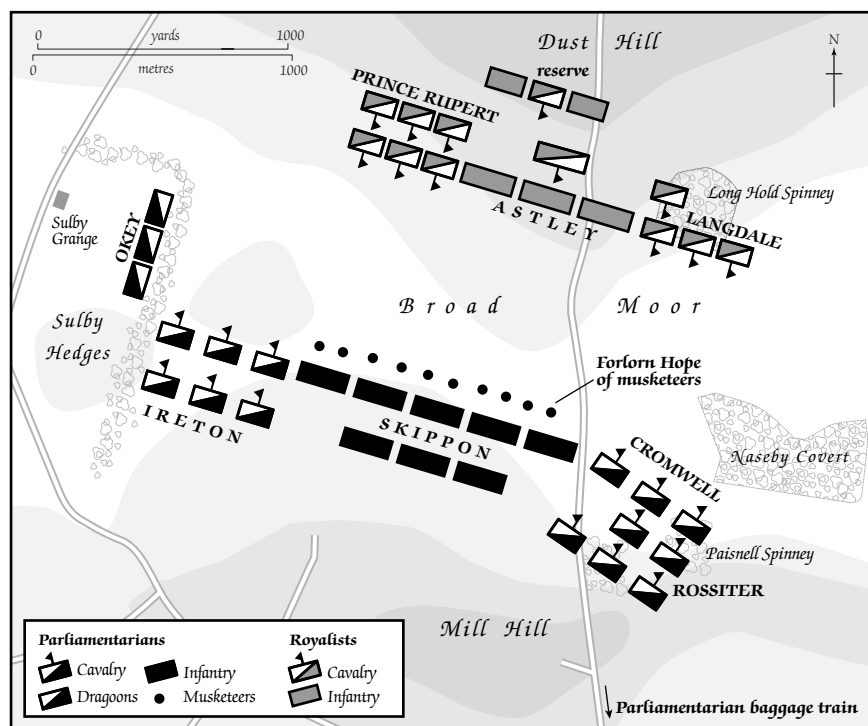 0 yards 1000
0 metres 1000
Dust Hill
reserve
N
PRINCE RUPERT
Long Hold Spinney
ASTLEY
LANGDALE
Sulby
Grange
OKEY
Broad Moor
Sulby
Hedges
Forlorn Hope
of musketeers
IRETON
SKIPPON
CROMWELL
Naseby Covert
Paisnell Spinney
ROSSITER
Mill Hill
Parliamentarians
Cavalry
Infantry
Dragoons
Musketeers
Royalists
Cavalry
Infantry
Parliamentarian baggage train